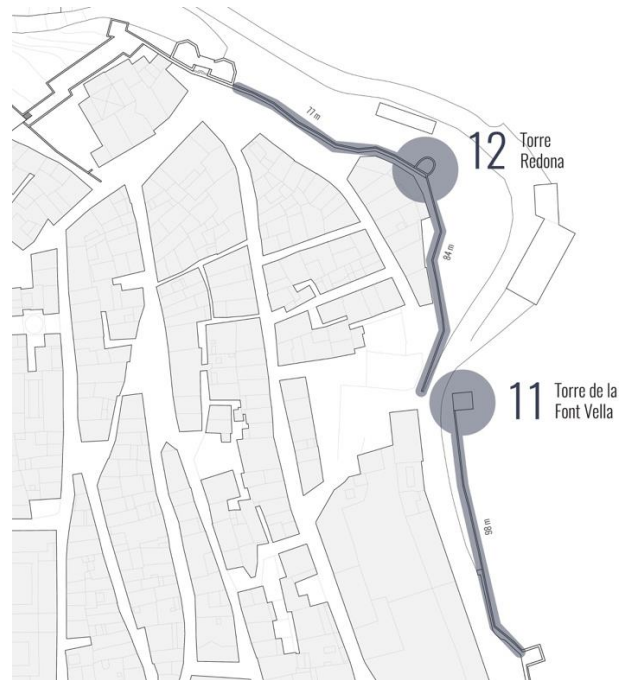 77 m
12 Torre
Redona
84 m
11 Torre de la
Font Vella
98 m